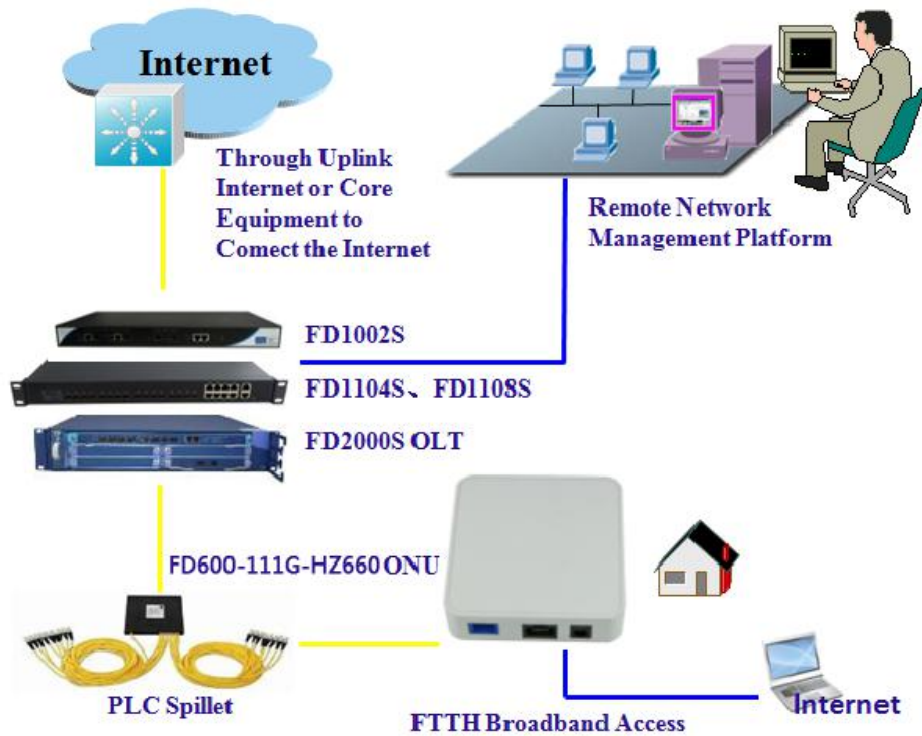 Internet
Through Uplink
Internet or Core
Equipment to
Comect the Internet
Remote Network
Management Platform
FD1002S
FD1104S、FD1108S
FD2000S OLT
FD600-111G-HZ660 ONU
PLC Spillet
FTTH Broadband Access
Internet